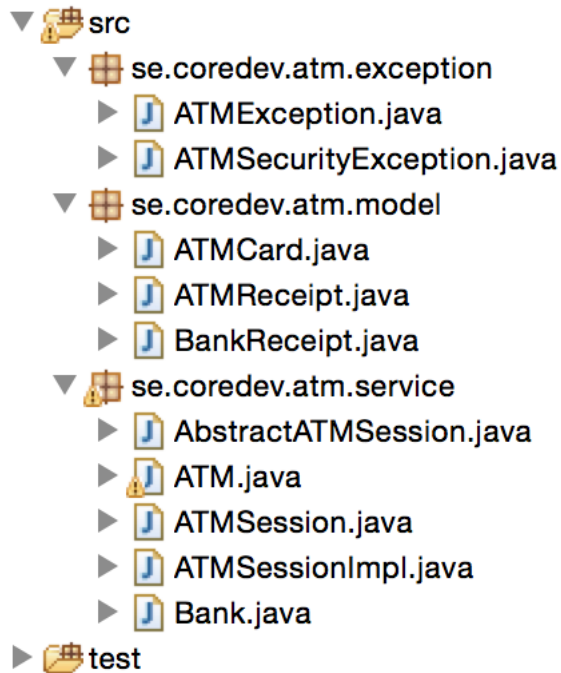 src
se.coredev.atm.exception
ATMException.java
ATMSecurityException.java
se.coredev.atm.model
ATMCard.java
ATMReceipt.java
BankReceipt.java
se.coredev.atm.service
AbstractATMSession.java
ATM.java
ATMSession.java
ATMSessionImpl.java
Bank.java
test